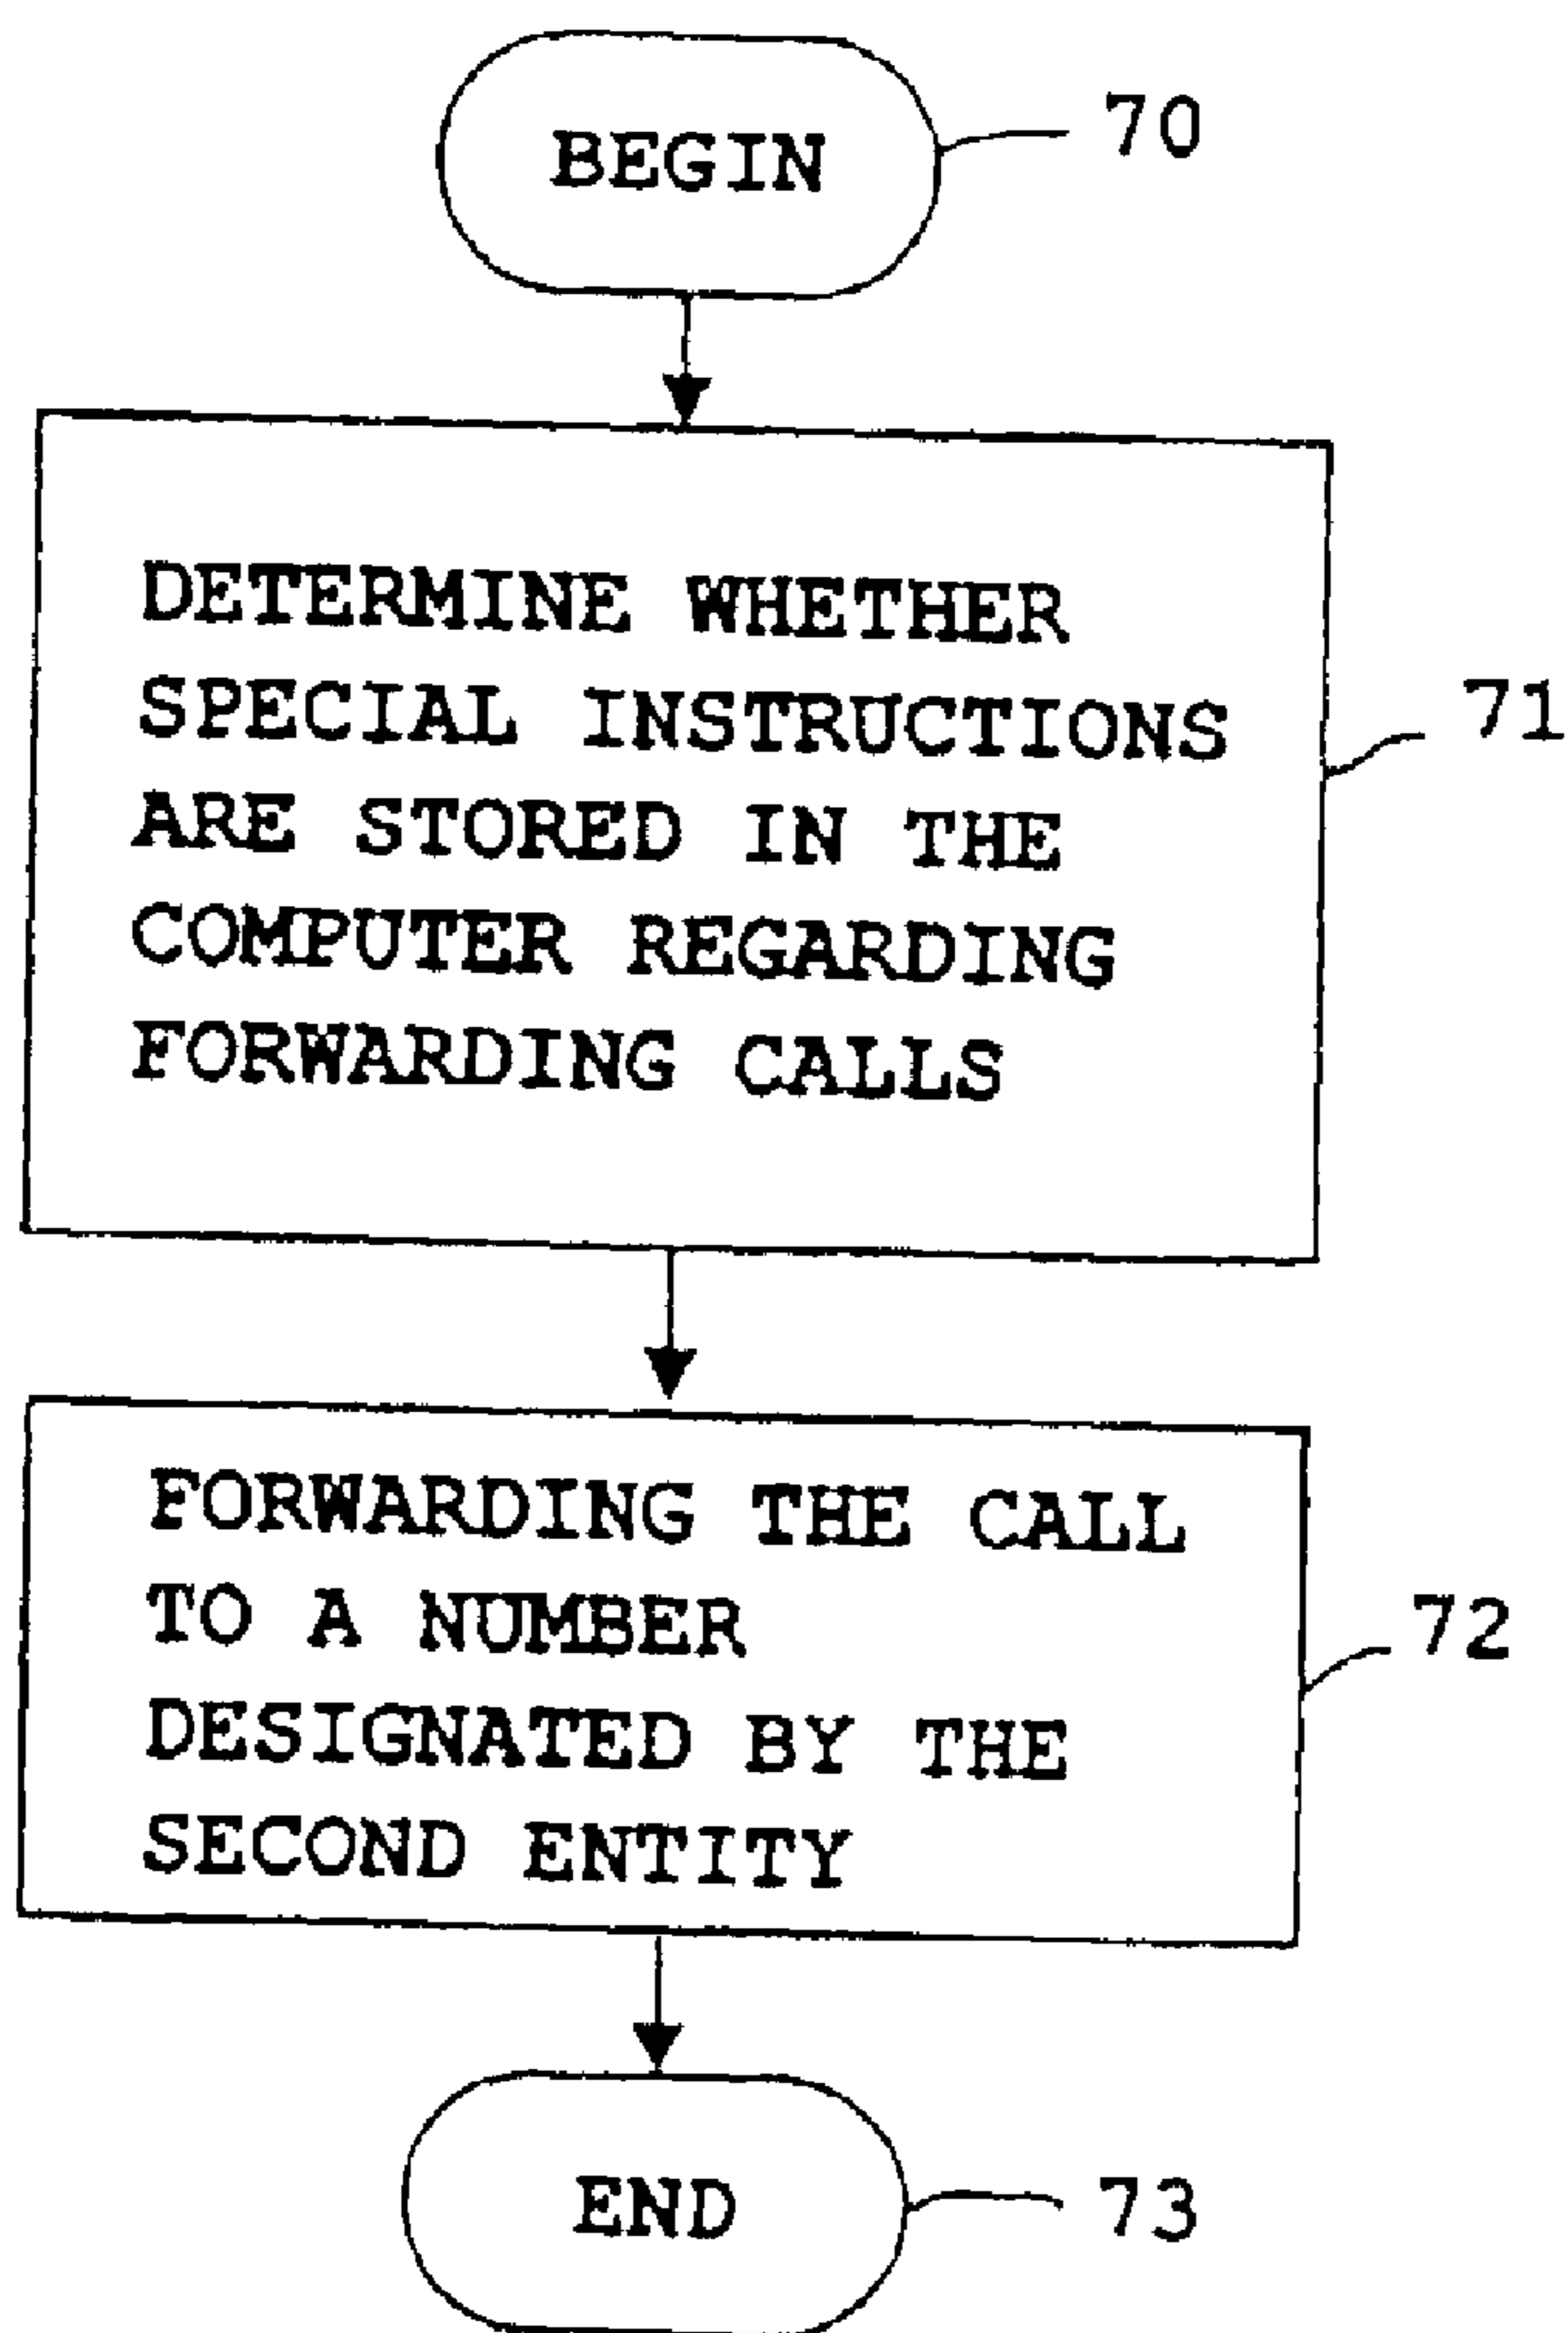 BEGIN
70
DETERMINE WHETHER
SPECIAL INSTRUCTIONS
ARE STORED IN THE
COMPUTER REGARDING
FORWARDING CALLS
71
FORWARDING THE CALL
TO A NUMBER
DESIGNATED BY THE
SECOND ENTITY
72
END
73